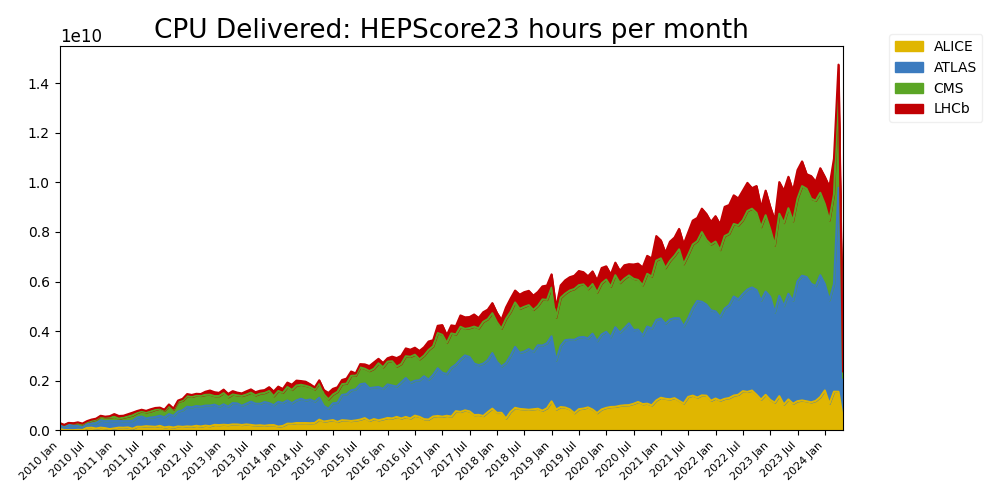 CPU Delivered: HEPScore23 hours per month
1e10
1.4
1.2
1.0
0.8
0.6
0.4
0.2
0.0
2010 Jan
2010 Jul
2011 Jan
2011 Jul
2012 Jan
2012 Jul
2013 Jan
2013 Jul
2014 Jan
2014 Jul
2015 Jan
2015 Jul
2016 Jan
2016 Jul
2017 Jan
2017 Jul
2018 Jan
2018 Jul
2019 Jan
2019 Jul
2020 Jan
2020 Jul
2021 Jan
2021 Jul
2022 Jan
2022 Jul
2023 Jan
2023 Jul
2024 Jan
ALICE
ATLAS
CMS
LHCb